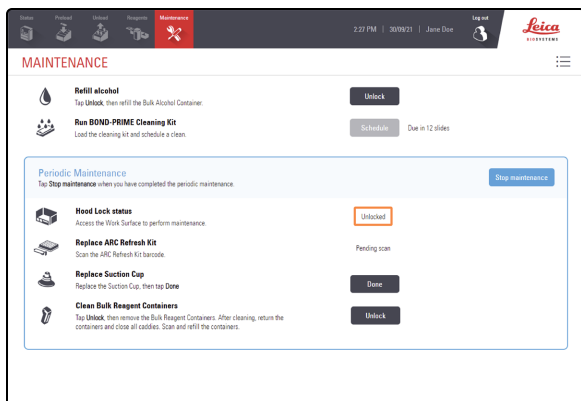 Status Preload Unload Reagents Maintenance
2:27 PM | 30/09/21 | Jane Doe
Log out
Leica
BIOSYSTEMS
MAINTENANCE
Refill alcohol
Tap Unlock, then refill the Bulk Alcohol Container.
Unlock
Run BOND-PRIME Cleaning Kit
Load the cleaning kit and schedule a clean.
Schedule Due in 12 slides
Periodic Maintenance
Tap Stop maintenance when you have completed the periodic maintenance.
Stop maintenance
Hood Lock status
Access the Work Surface to perform maintenance.
Unlocked
Replace ARC Refresh Kit
Scan the ARC Refresh Kit barcode.
Pending scan
Replace Suction Cup
Replace the Suction Cup, then tap Done
Done
Clean Bulk Reagent Containers
Tap Unlock, then remove the Bulk Reagent Containers. After cleaning, return the
containers and close all caddies. Scan and refill the containers.
Unlock